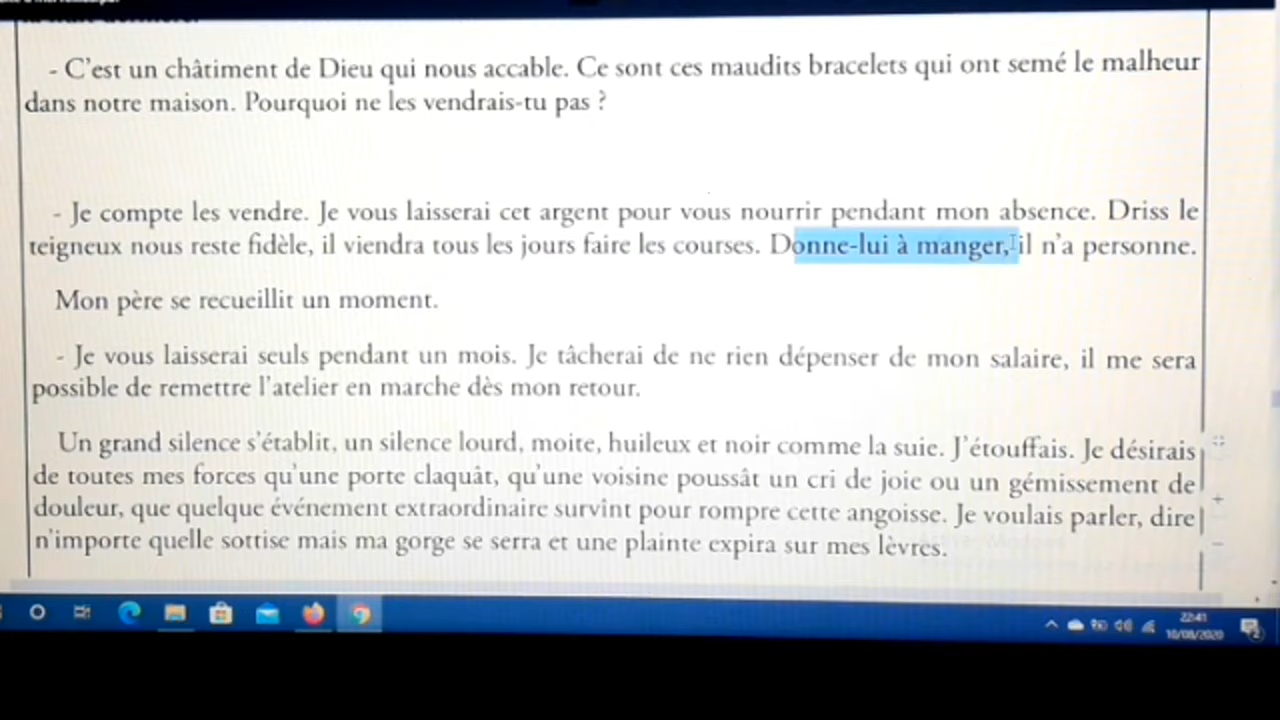 - C'est un châtiment de Dieu qui nous accable. Ce sont ces maudits bracelets qui ont semé le malheur
dans notre maison. Pourquoi ne les vendrais-tu pas ?
- Je compte les vendre. Je vous laisserai cet argent pour vous nourrir pendant mon absence. Driss le
teigneux nous reste fidèle, il viendra tous les jours faire les courses. Donne-lui à manger, il n'a personne.
Mon père se recueillit un moment.
- Je vous laisserai seuls pendant un mois. Je tâcherai de ne rien dépenser de mon salaire, il me sera
possible de remettre l'atelier en marche dès mon retour.
Un grand silence s'établit, un silence lourd, moite, huileux et noir comme la suie. J'étouffais. Je désirais
de toutes mes forces qu'une porte claquât, qu'une voisine poussât un cri de joie ou un gémissement de
douleur, que quelque événement extraordinaire survînt pour rompre cette angoisse. Je voulais parler, dire
n'importe quelle sottise mais ma gorge se serra et une plainte expira sur mes lèvres.
22:41
10/08/2020